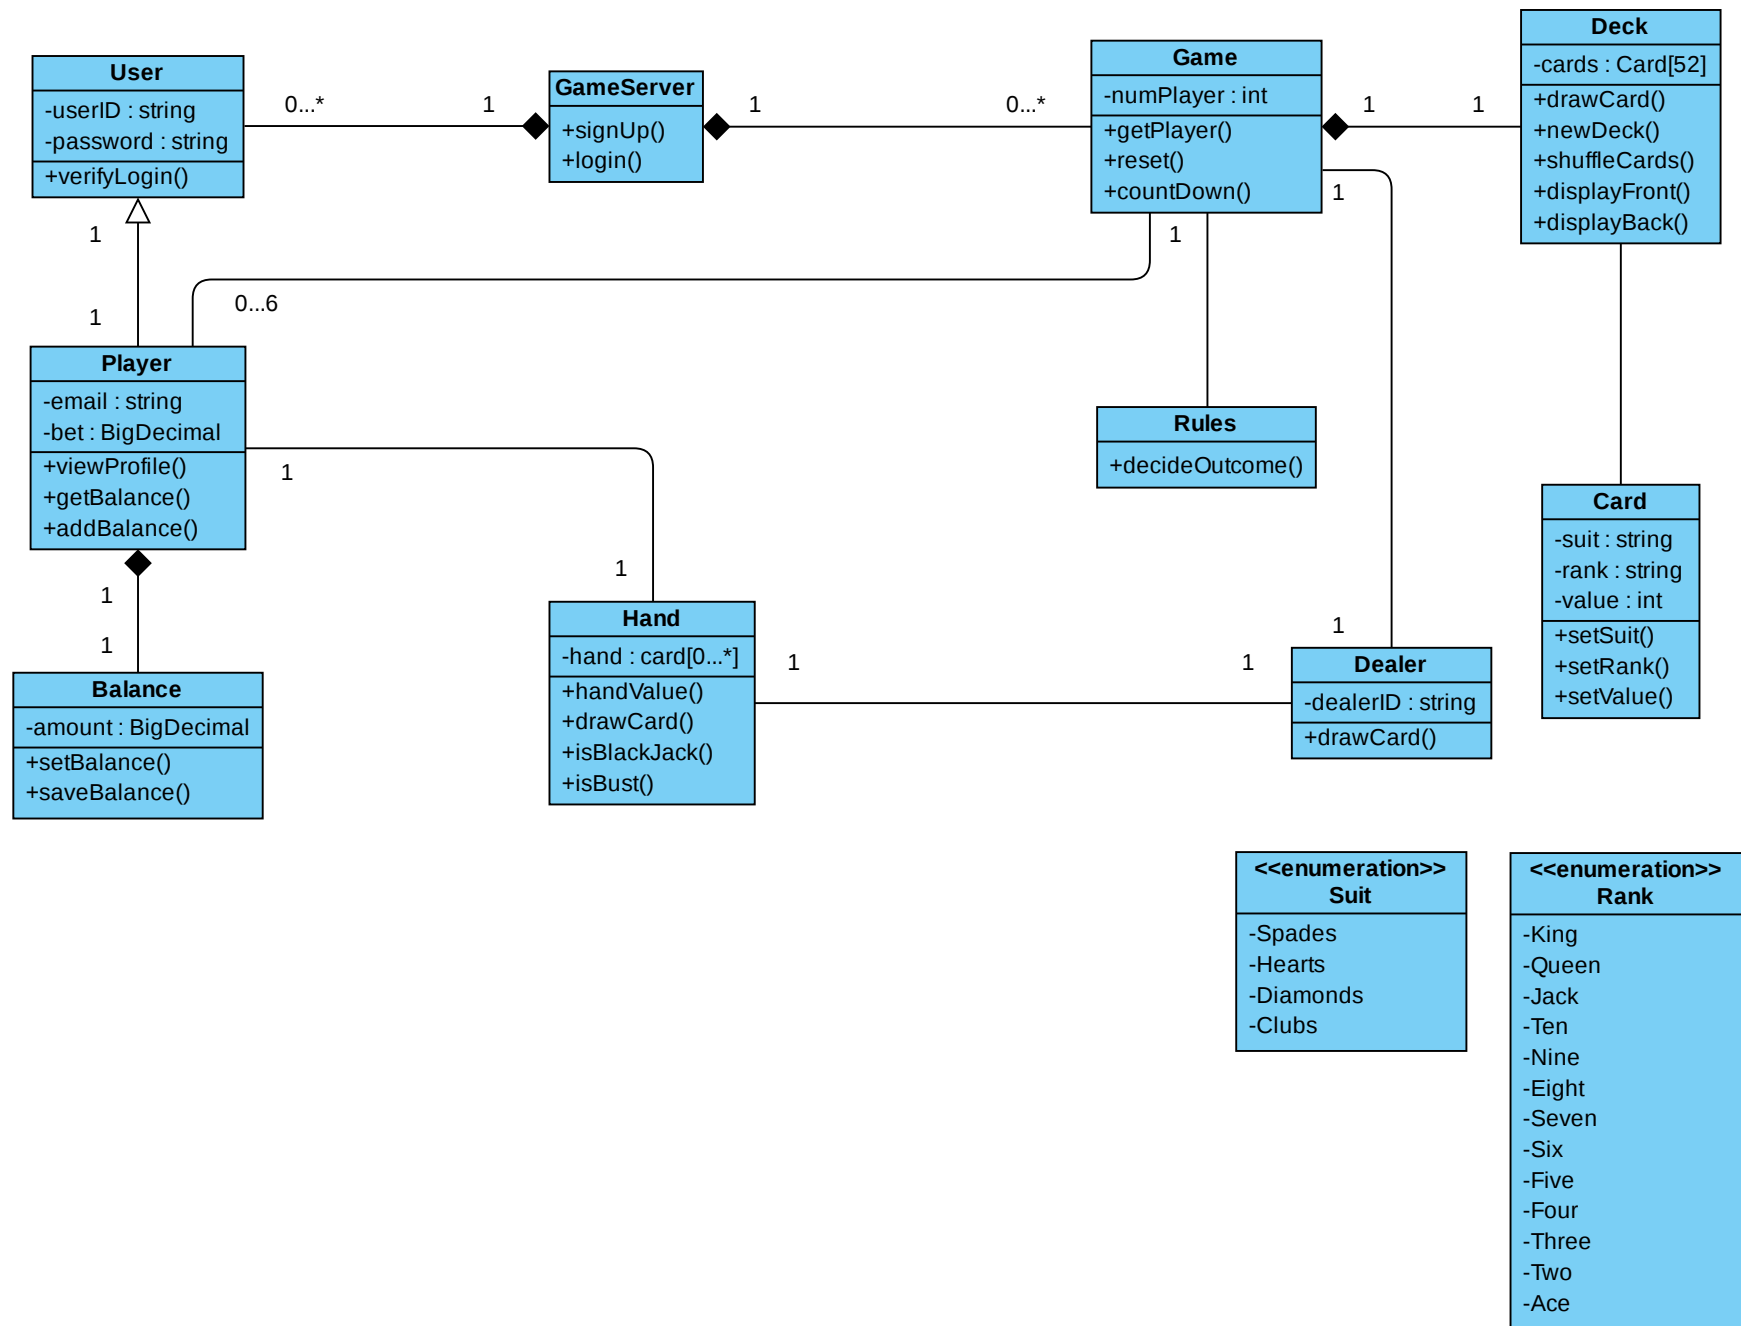 User
-userID : string
-password : string
+verifyLogin()
0...*
1
GameServer
+signUp()
+login()
1
0...*
Game
-numPlayer : int
+getPlayer()
+reset()
+countDown()
1
1
Deck
-cards : Card[52]
+drawCard()
+newDeck()
+shuffleCards()
+displayFront()
+displayBack()
1
1
1
0...6
1
Player
-email : string
-bet : BigDecimal
+viewProfile()
+getBalance()
+addBalance()
1
1
Rules
+decideOutcome()
Card
-suit : string
-rank : string
-value : int
+setSuit()
+setRank()
+setValue()
1
1
Balance
-amount : BigDecimal
+setBalance()
+saveBalance()
Hand
-hand : card[0...*]
+handValue()
+drawCard()
+isBlackJack()
+isBust()
1
1
1
Dealer
-dealerID : string
+drawCard()
<<enumeration>>
Suit
-Spades
-Hearts
-Diamonds
-Clubs
<<enumeration>>
Rank
-King
-Queen
-Jack
-Ten
-Nine
-Eight
-Seven
-Six
-Five
-Four
-Three
-Two
-Ace